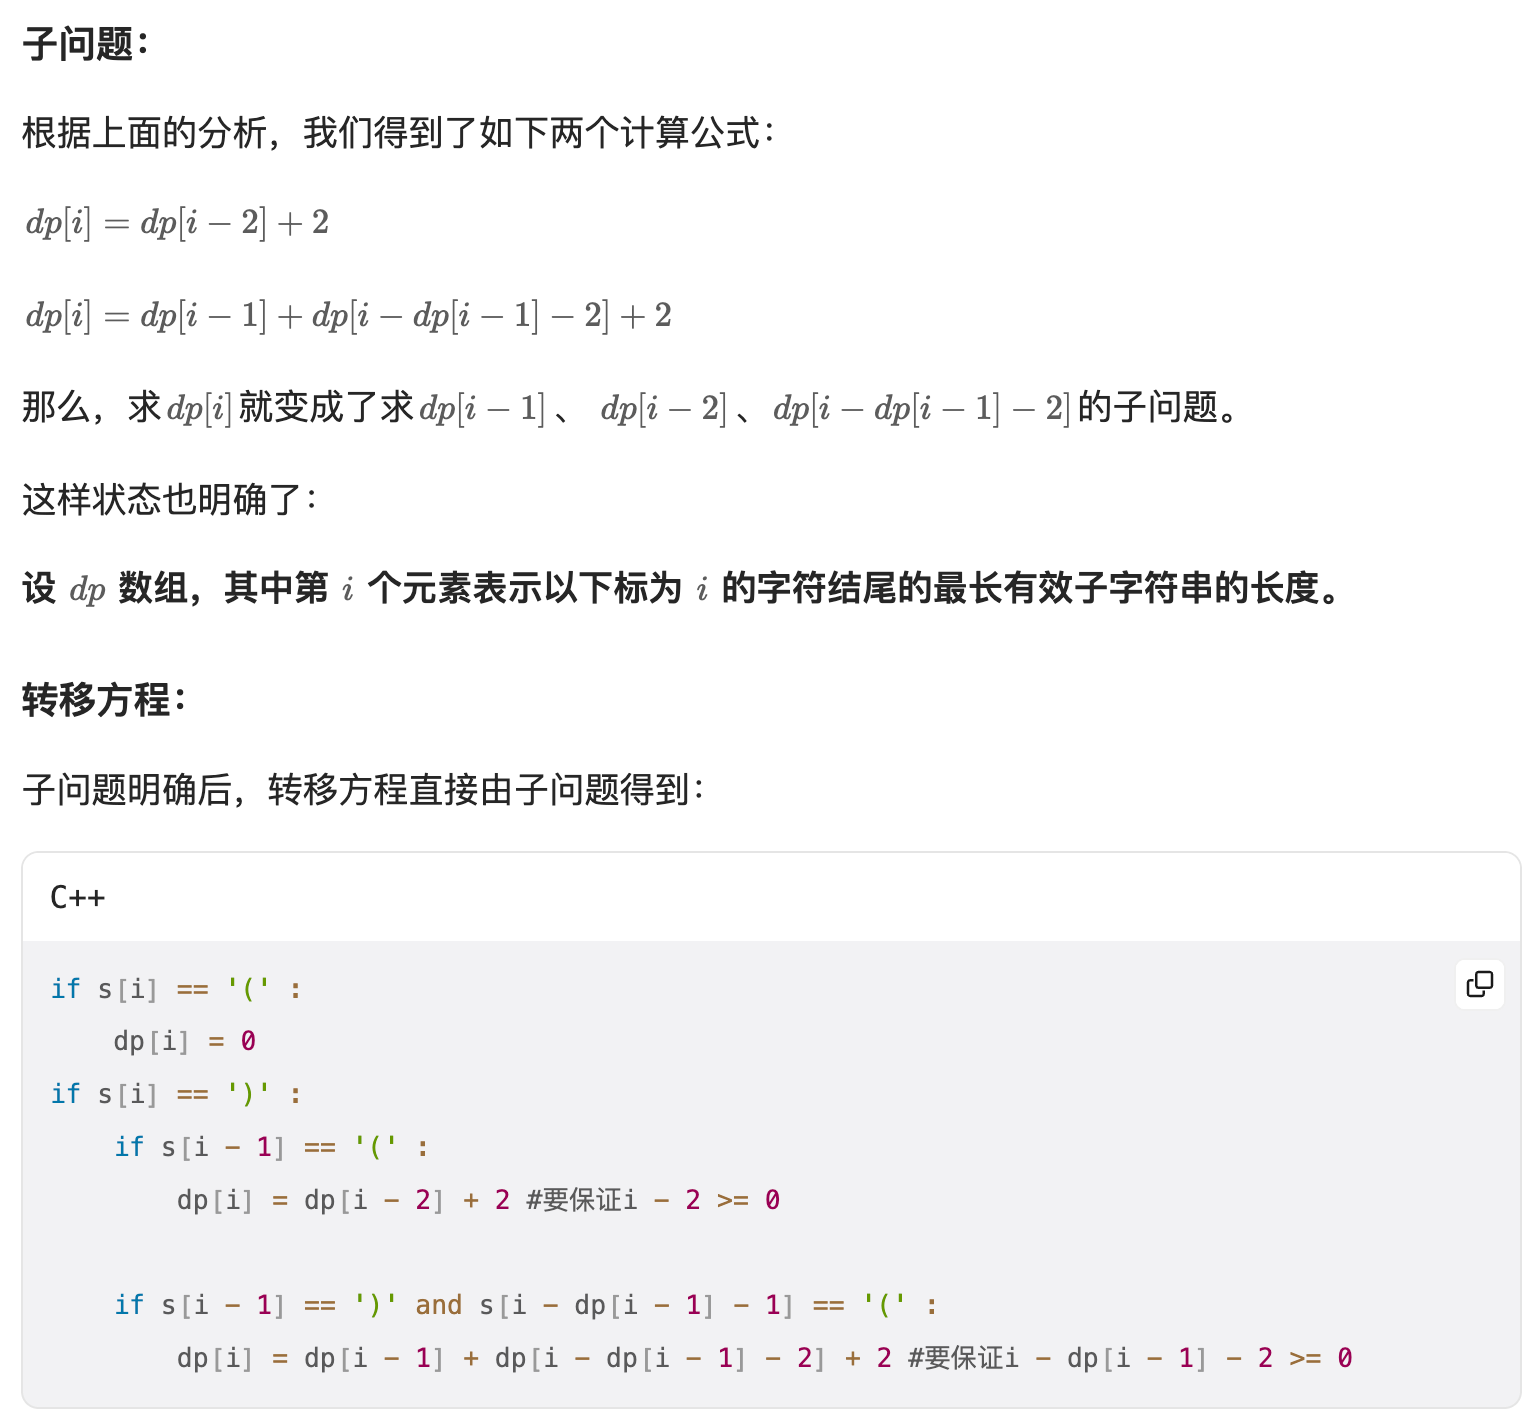 子问题：
根据上面的分析，我们得到了如下两个计算公式：
dp[i] = dp[i − 2] + 2
dp[i] = dp[i − 1] + dp[i − dp[i − 1] − 2] + 2
那么，求dp[i]就变成了求dp[i − 1]、 dp[i − 2]、dp[i − dp[i − 1] − 2]的子问题。
这样状态也明确了：
设 dp 数组，其中第 i 个元素表示以下标为 i 的字符结尾的最长有效子字符串的长度。
转移方程：
子问题明确后，转移方程直接由子问题得到：
C++
if s[i] == '(' :
    dp[i] = 0
if s[i] == ')' :
    if s[i - 1] == '(' :
        dp[i] = dp[i - 2] + 2 #要保证i - 2 >= 0
    if s[i - 1] == ')' and s[i - dp[i - 1] - 1] == '(' :
        dp[i] = dp[i - 1] + dp[i - dp[i - 1] - 2] + 2 #要保证i - dp[i - 1] - 2 >= 0